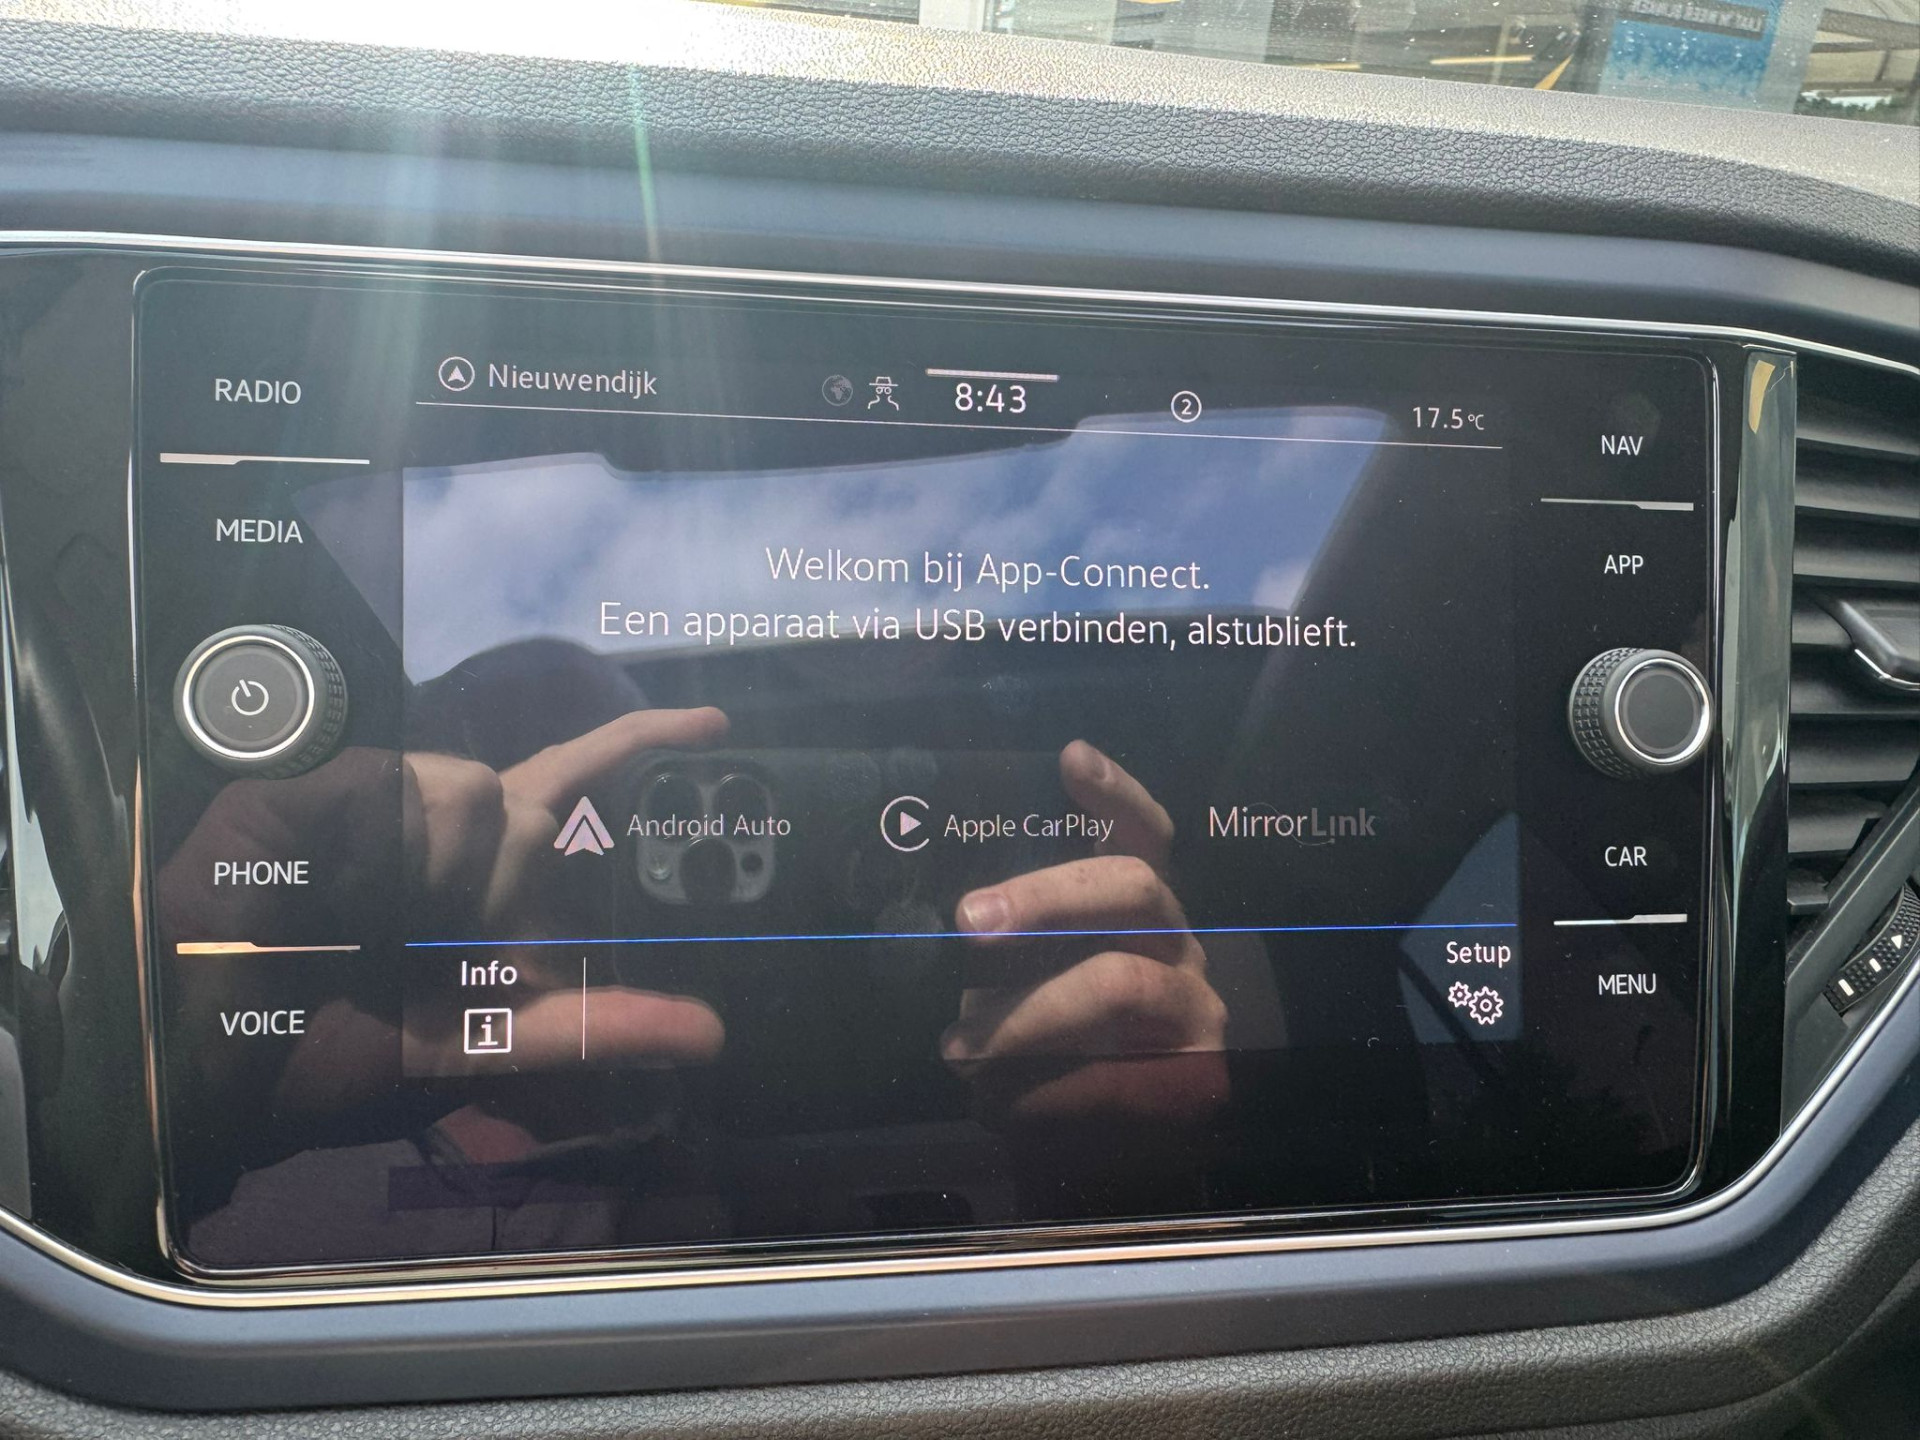 RADIO
MEDIA
PHONE
VOICE
Nieuwendijk
8:43
2
17.5°C
Welkom bij App-Connect.
Een apparaat via USB verbinden, alstublieft.
Android Auto
Apple CarPlay
MirrorLink
Info
i
Setup
NAV
APP
CAR
MENU